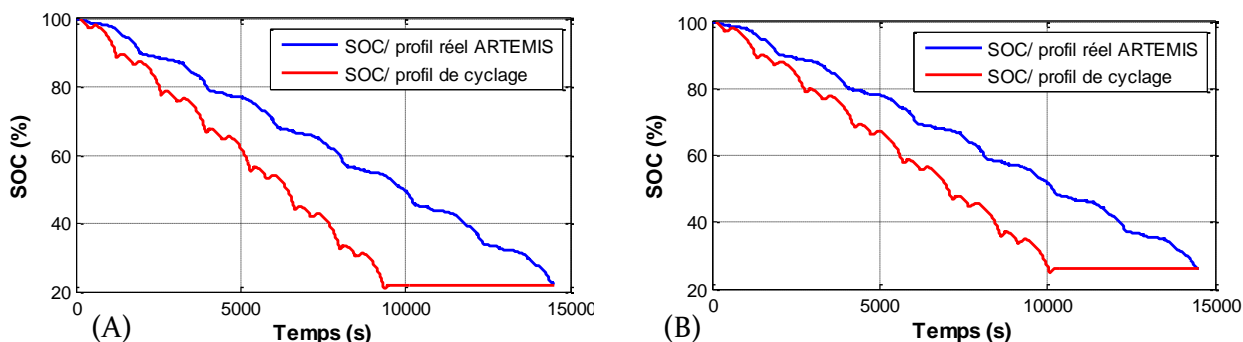 100
80
60
40
20
SOC (%)
SOC/ profil réel ARTEMIS
SOC/ profil de cyclage
0
5000
10000
15000
Temps (s)
(A)
100
80
60
40
20
SOC (%)
SOC/ profil réel ARTEMIS
SOC/ profil de cyclage
0
5000
10000
15000
Temps (s)
(B)